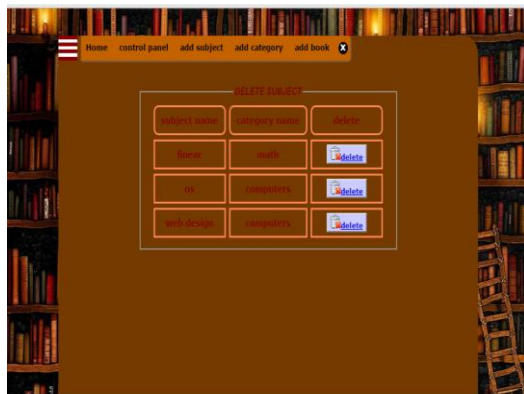 Home control panel add subject add category add book X
DELETE SUBJECT
subject name category name delete
linear math delete
os computers delete
web design computers delete